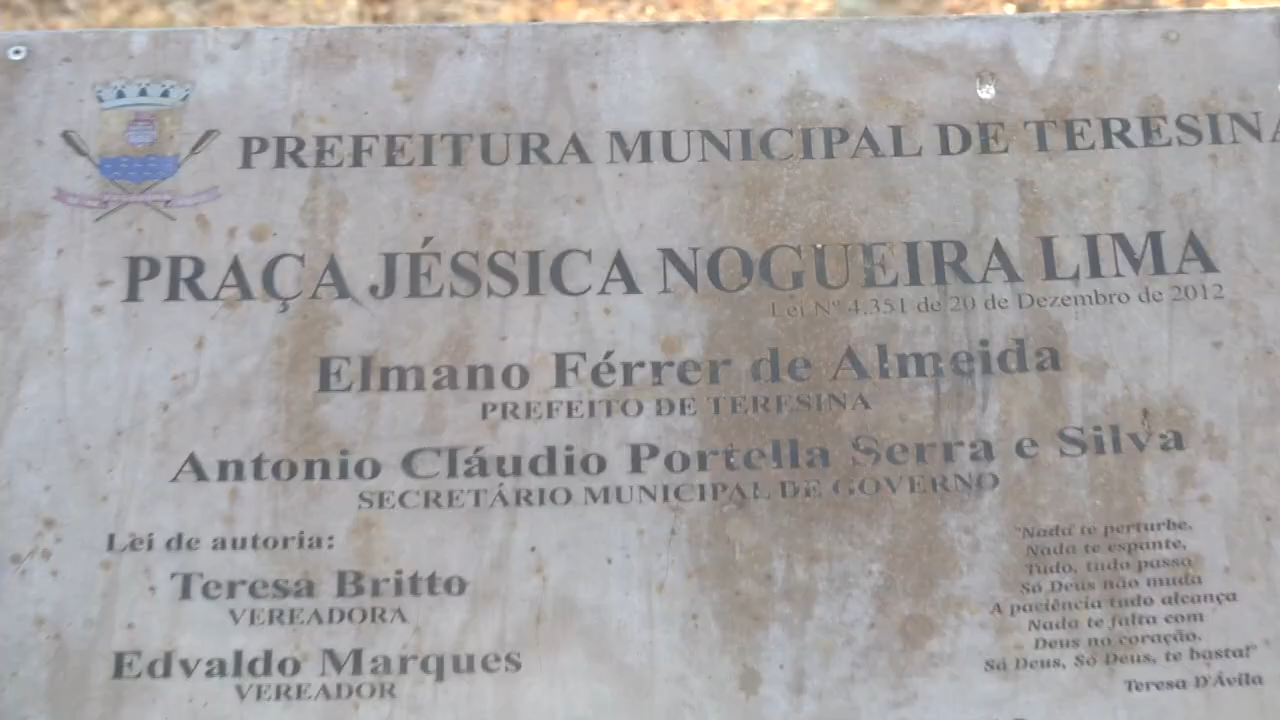 PREFEITURA MUNICIPAL DE TERESINA
PRAÇA JÉSSICA NOGUEIRA LIMA
Lei Nº 4.351 de 20 de Dezembro de 2012
Elmano Férrer de Almeida
PREFEITO DE TERESINA
Antonio Cláudio Portella Serra e Silva
SECRETÁRIO MUNICIPAL DE GOVERNO
Lei de autoria:
Teresa Britto
VEREADORA
Edvaldo Marques
VEREADOR
"Nada te perturbe,
Nada te espante,
Tudo, tudo passa
Só Deus não muda
A paciência tudo alcança
Nada te falta com
Deus no coração.
Só Deus, Só Deus, te basta!"
Teresa D'Ávila